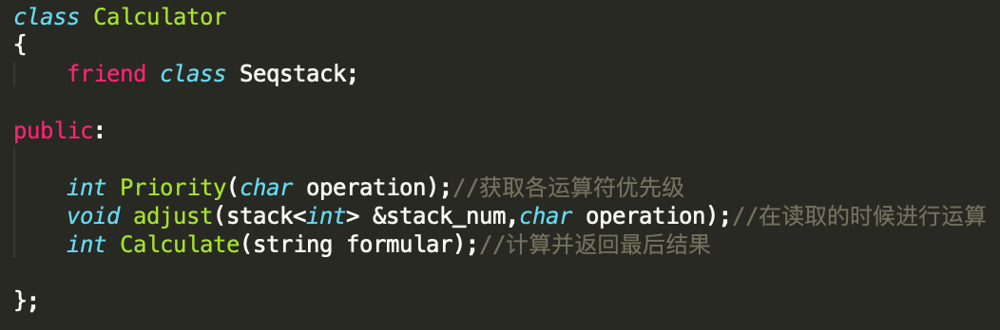 class Calculator
{
friend class Seqstack;
public:
int Priority(char operation);//获取各运算符优先级
void adjust(stack<int> &stack_num,char operation);//在读取的时候进行运算
int Calculate(string formular);//计算并返回最后结果
};